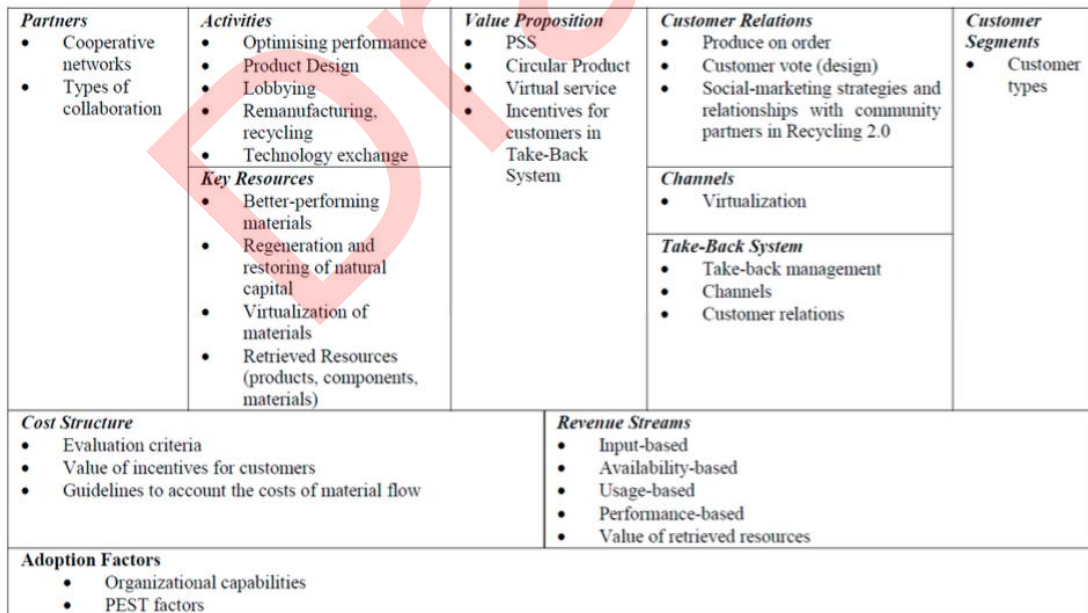 Partners
• Cooperative
networks
• Types of
collaboration
Activities
• Optimising performance
• Product Design
• Lobbying
• Remanufacturing,
recycling
• Technology exchange
Key Resources
• Better-performing
materials
• Regeneration and
restoring of natural
capital
• Virtualization of
materials
• Retrieved Resources
(products, components,
materials)
Value Proposition
• PSS
• Circular Product
• Virtual service
• Incentives for
customers in
Take-Back
System
Customer Relations
• Produce on order
• Customer vote (design)
• Social-marketing strategies and
relationships with community
partners in Recycling 2.0
Channels
• Virtualization
Take-Back System
• Take-back management
• Channels
• Customer relations
Customer
Segments
• Customer
types
Cost Structure
• Evaluation criteria
• Value of incentives for customers
• Guidelines to account the costs of material flow
Revenue Streams
• Input-based
• Availability-based
• Usage-based
• Performance-based
• Value of retrieved resources
Adoption Factors
• Organizational capabilities
• PEST factors